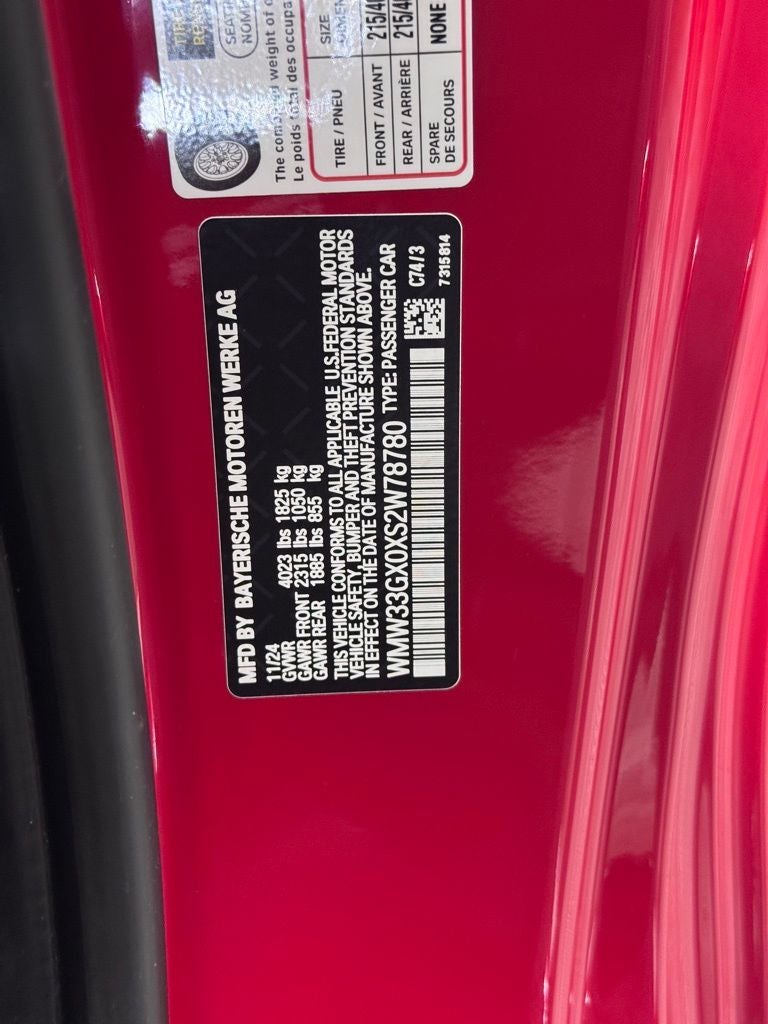 SEATI
NOM
The combined weight of o
Le poids total des occupa
SIZE
TIRE / PNEU
FRONT / AVANT 215/4
REAR / ARRIÈRE 215/4
SPARE
DE SECOURS
NONE
MFD BY BAYERISCHE MOTOREN WERKE AG
11/24
GVWR 4023 lbs 1825 kg
GAWR FRONT 2315 lbs 1050 kg
GAWR REAR 1885 lbs 855 kg
THIS VEHICLE CONFORMS TO ALL APPLICABLE U.S.FEDERAL MOTOR
VEHICLE SAFETY, BUMPER AND THEFT PREVENTION STANDARDS
IN EFFECT ON THE DATE OF MANUFACTURE SHOWN ABOVE.
WMW33GX0XS2W78780 TYPE: PASSENGER CAR
C74/3
7315814